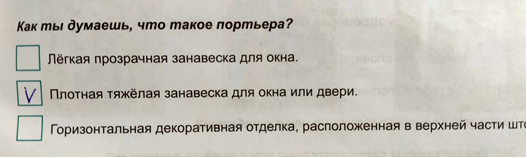 Как ты думаешь, что такое портьера?
Лёгкая прозрачная занавеска для окна.
V Плотная тяжёлая занавеска для окна или двери.
Горизонтальная декоративная отделка, расположенная в верхней части што